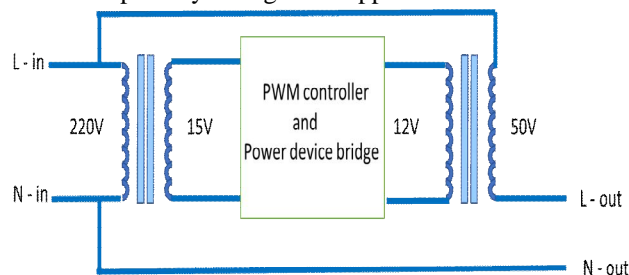 L - in
PWM controller
and
Power device bridge
220V
15V
12V
50V
N - in
L - out
N - out